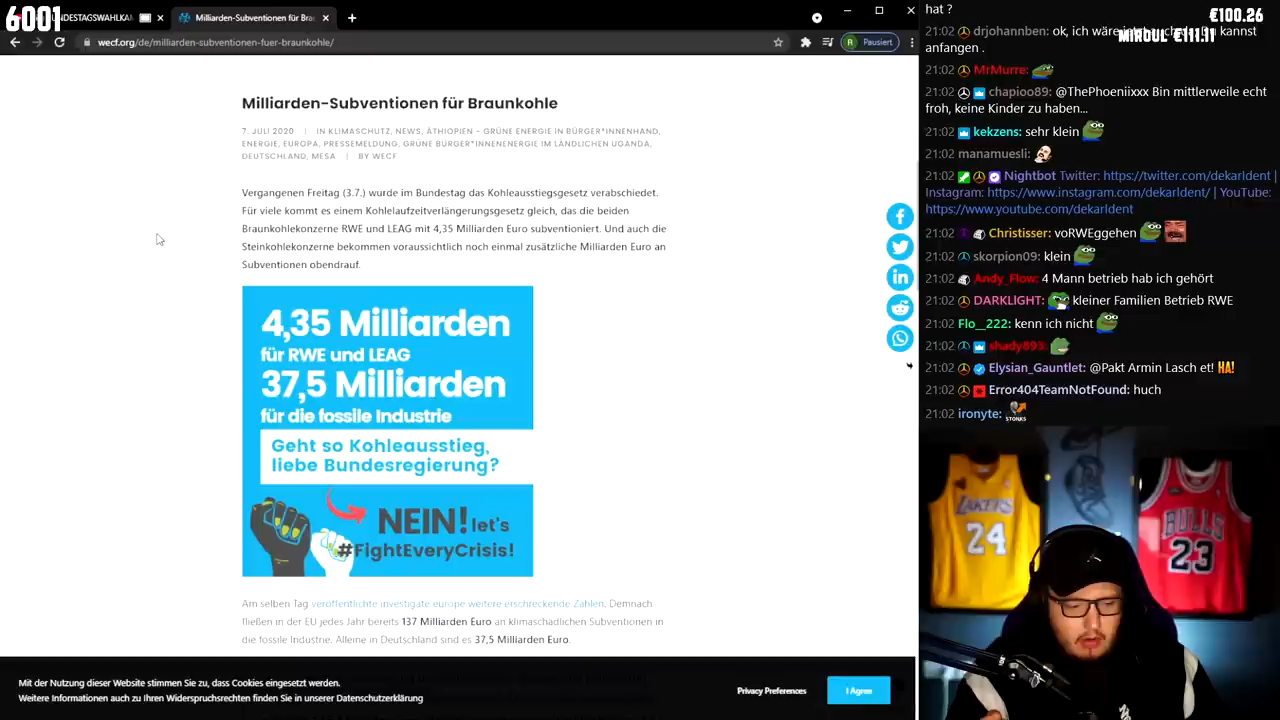 6001
BUNDESTAGSWAHLKAM
Milliarden-Subventionen für Bra
wecf.org/de/milliarden-subventionen-fuer-braunkohle/
Pausiert
Milliarden-Subventionen für Braunkohle
7. JULI 2020 | IN KLIMASCHUTZ, NEWS, ÄTHIOPIEN - GRÜNE ENERGIE IN BÜRGER*INNENHAND,
ENERGIE, EUROPA, PRESSEMELDUNG, GRÜNE BÜRGER*INNENENERGIE IM LÄNDLICHEN UGANDA,
DEUTSCHLAND, MESA | BY WECF
Vergangenen Freitag (3.7.) wurde im Bundestag das Kohleausstiegsgesetz verabschiedet.
Für viele kommt es einem Kohlelaufzeitverlängerungsgesetz gleich, das die beiden
Braunkohlekonzerne RWE und LEAG mit 4,35 Milliarden Euro subventioniert. Und auch die
Steinkohlekonzerne bekommen voraussichtlich noch einmal zusätzliche Milliarden Euro an
Subventionen obendrauf.
4,35 Milliarden
für RWE und LEAG
37,5 Milliarden
für die fossile Industrie
Geht so Kohleausstieg,
liebe Bundesregierung?
NEIN! let's
#FightEveryCrisis!
Am selben Tag veröffentlichte investigate europe weitere erschreckende Zahlen. Demnach
fließen in der EU jedes Jahr bereits 137 Milliarden Euro an klimaschädlichen Subventionen in
die fossile Industrie. Alleine in Deutschland sind es 37,5 Milliarden Euro.
Mit der Nutzung dieser Website stimmen Sie zu, dass Cookies eingesetzt werden.
Weitere Informationen auch zu Ihren Widerspruchsrechten finden Sie in unserer Datenschutzerklärung
Privacy Preferences
I Agree
hat ?
€100.26
MIROUL €111.11
21:02 drjohannben: ok, ich wäre
kannst
anfangen .
21:02 MrMurre:
21:02 chapioo89: @ThePhoeniixxx Bin mittlerweile echt
froh, keine Kinder zu haben...
21:02 kekzens: sehr klein
21:02 manamuesli:
21:02 Nightbot Twitter: https://twitter.com/dekarldent |
Instagram: https://www.instagram.com/dekarldent/ | YouTube:
https://www.youtube.com/dekarldent
21:02 Christisser: voRWEggehen
21:02 skorpion09: klein
21:02 Andy_Flow: 4 Mann betrieb hab ich gehört
21:02 DARKLIGHT: kleiner Familien Betrieb RWE
Flo__222: kenn ich nicht
21:02 shady893:
21:02 Elysian_Gauntlet: @Pakt Armin Lasch et! HA!
21:02 Error404TeamNotFound: huch
21:02 ironyte: STONKS
LAKERS
24
BULLS
23